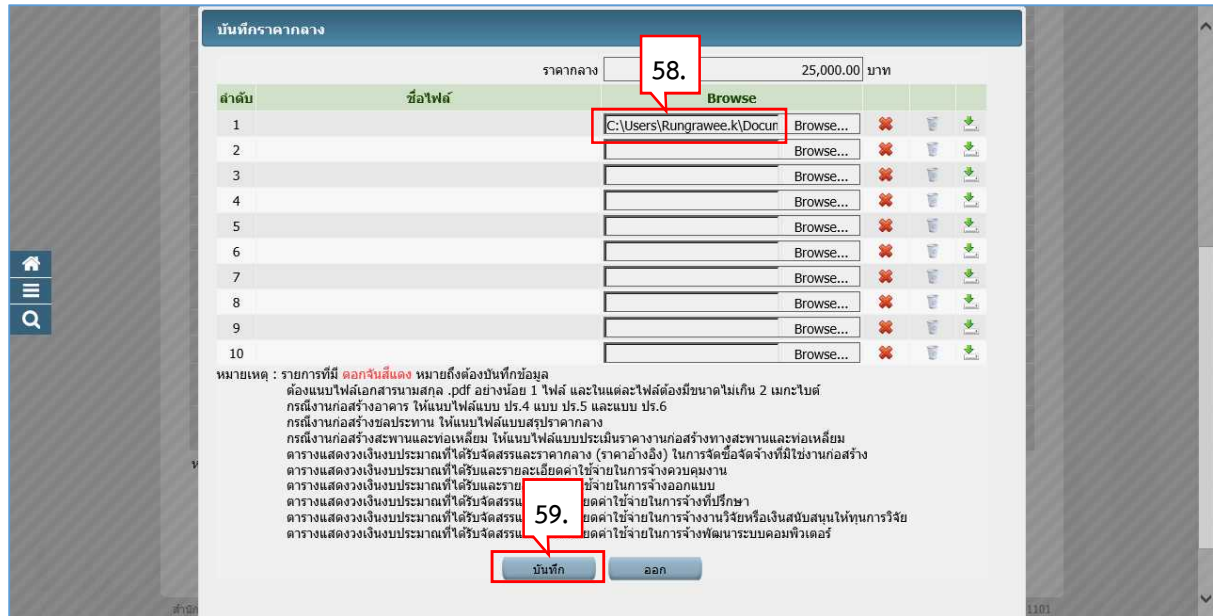 บันทึกราคากลาง
ราคากลาง 25,000.00 บาท
58.
ลำดับ ชื่อไฟล์ Browse
1 C:\Users\Rungrawee.k\Docun Browse...
2 Browse...
3 Browse...
4 Browse...
5 Browse...
6 Browse...
7 Browse...
8 Browse...
9 Browse...
10 Browse...
หมายเหตุ : รายการที่มี ดอกจันสีแดง หมายถึงต้องบันทึกข้อมูล
ต้องแนบไฟล์เอกสารนามสกุล .pdf อย่างน้อย 1 ไฟล์ และในแต่ละไฟล์ต้องมีขนาดไม่เกิน 2 เมกะไบต์
กรณีงานก่อสร้างอาคาร ให้แนบไฟล์แบบ ปร.4 แบบ ปร.5 และแบบ ปร.6
กรณีงานก่อสร้างชลประทาน ให้แนบไฟล์แบบสรุปราคากลาง
กรณีงานก่อสร้างสะพานและท่อเหลี่ยม ให้แนบไฟล์แบบประเมินราคางานก่อสร้างทางสะพานและท่อเหลี่ยม
ตารางแสดงวงเงินงบประมาณที่ได้รับจัดสรรและราคากลาง (ราคาอ้างอิง) ในการจัดซื้อจัดจ้างที่มิใช่งานก่อสร้าง
ตารางแสดงวงเงินงบประมาณที่ได้รับและรายละเอียดค่าใช้จ่ายในการจ้างควบคุมงาน
ตารางแสดงวงเงินงบประมาณที่ได้รับและราย ใช้จ่ายในการจ้างออกแบบ
ตารางแสดงวงเงินงบประมาณที่ได้รับจัดสรร ยดค่าใช้จ่ายในการจ้างที่ปรึกษา
ตารางแสดงวงเงินงบประมาณที่ได้รับจัดสรร ยดค่าใช้จ่ายในการจ้างงานวิจัยหรือเงินสนับสนุนให้ทุนการวิจัย
ตารางแสดงวงเงินงบประมาณที่ได้รับจัดสรร ยดค่าใช้จ่ายในการจ้างพัฒนาระบบคอมพิวเตอร์
59.
บันทึก ออก
สำนัก 1101